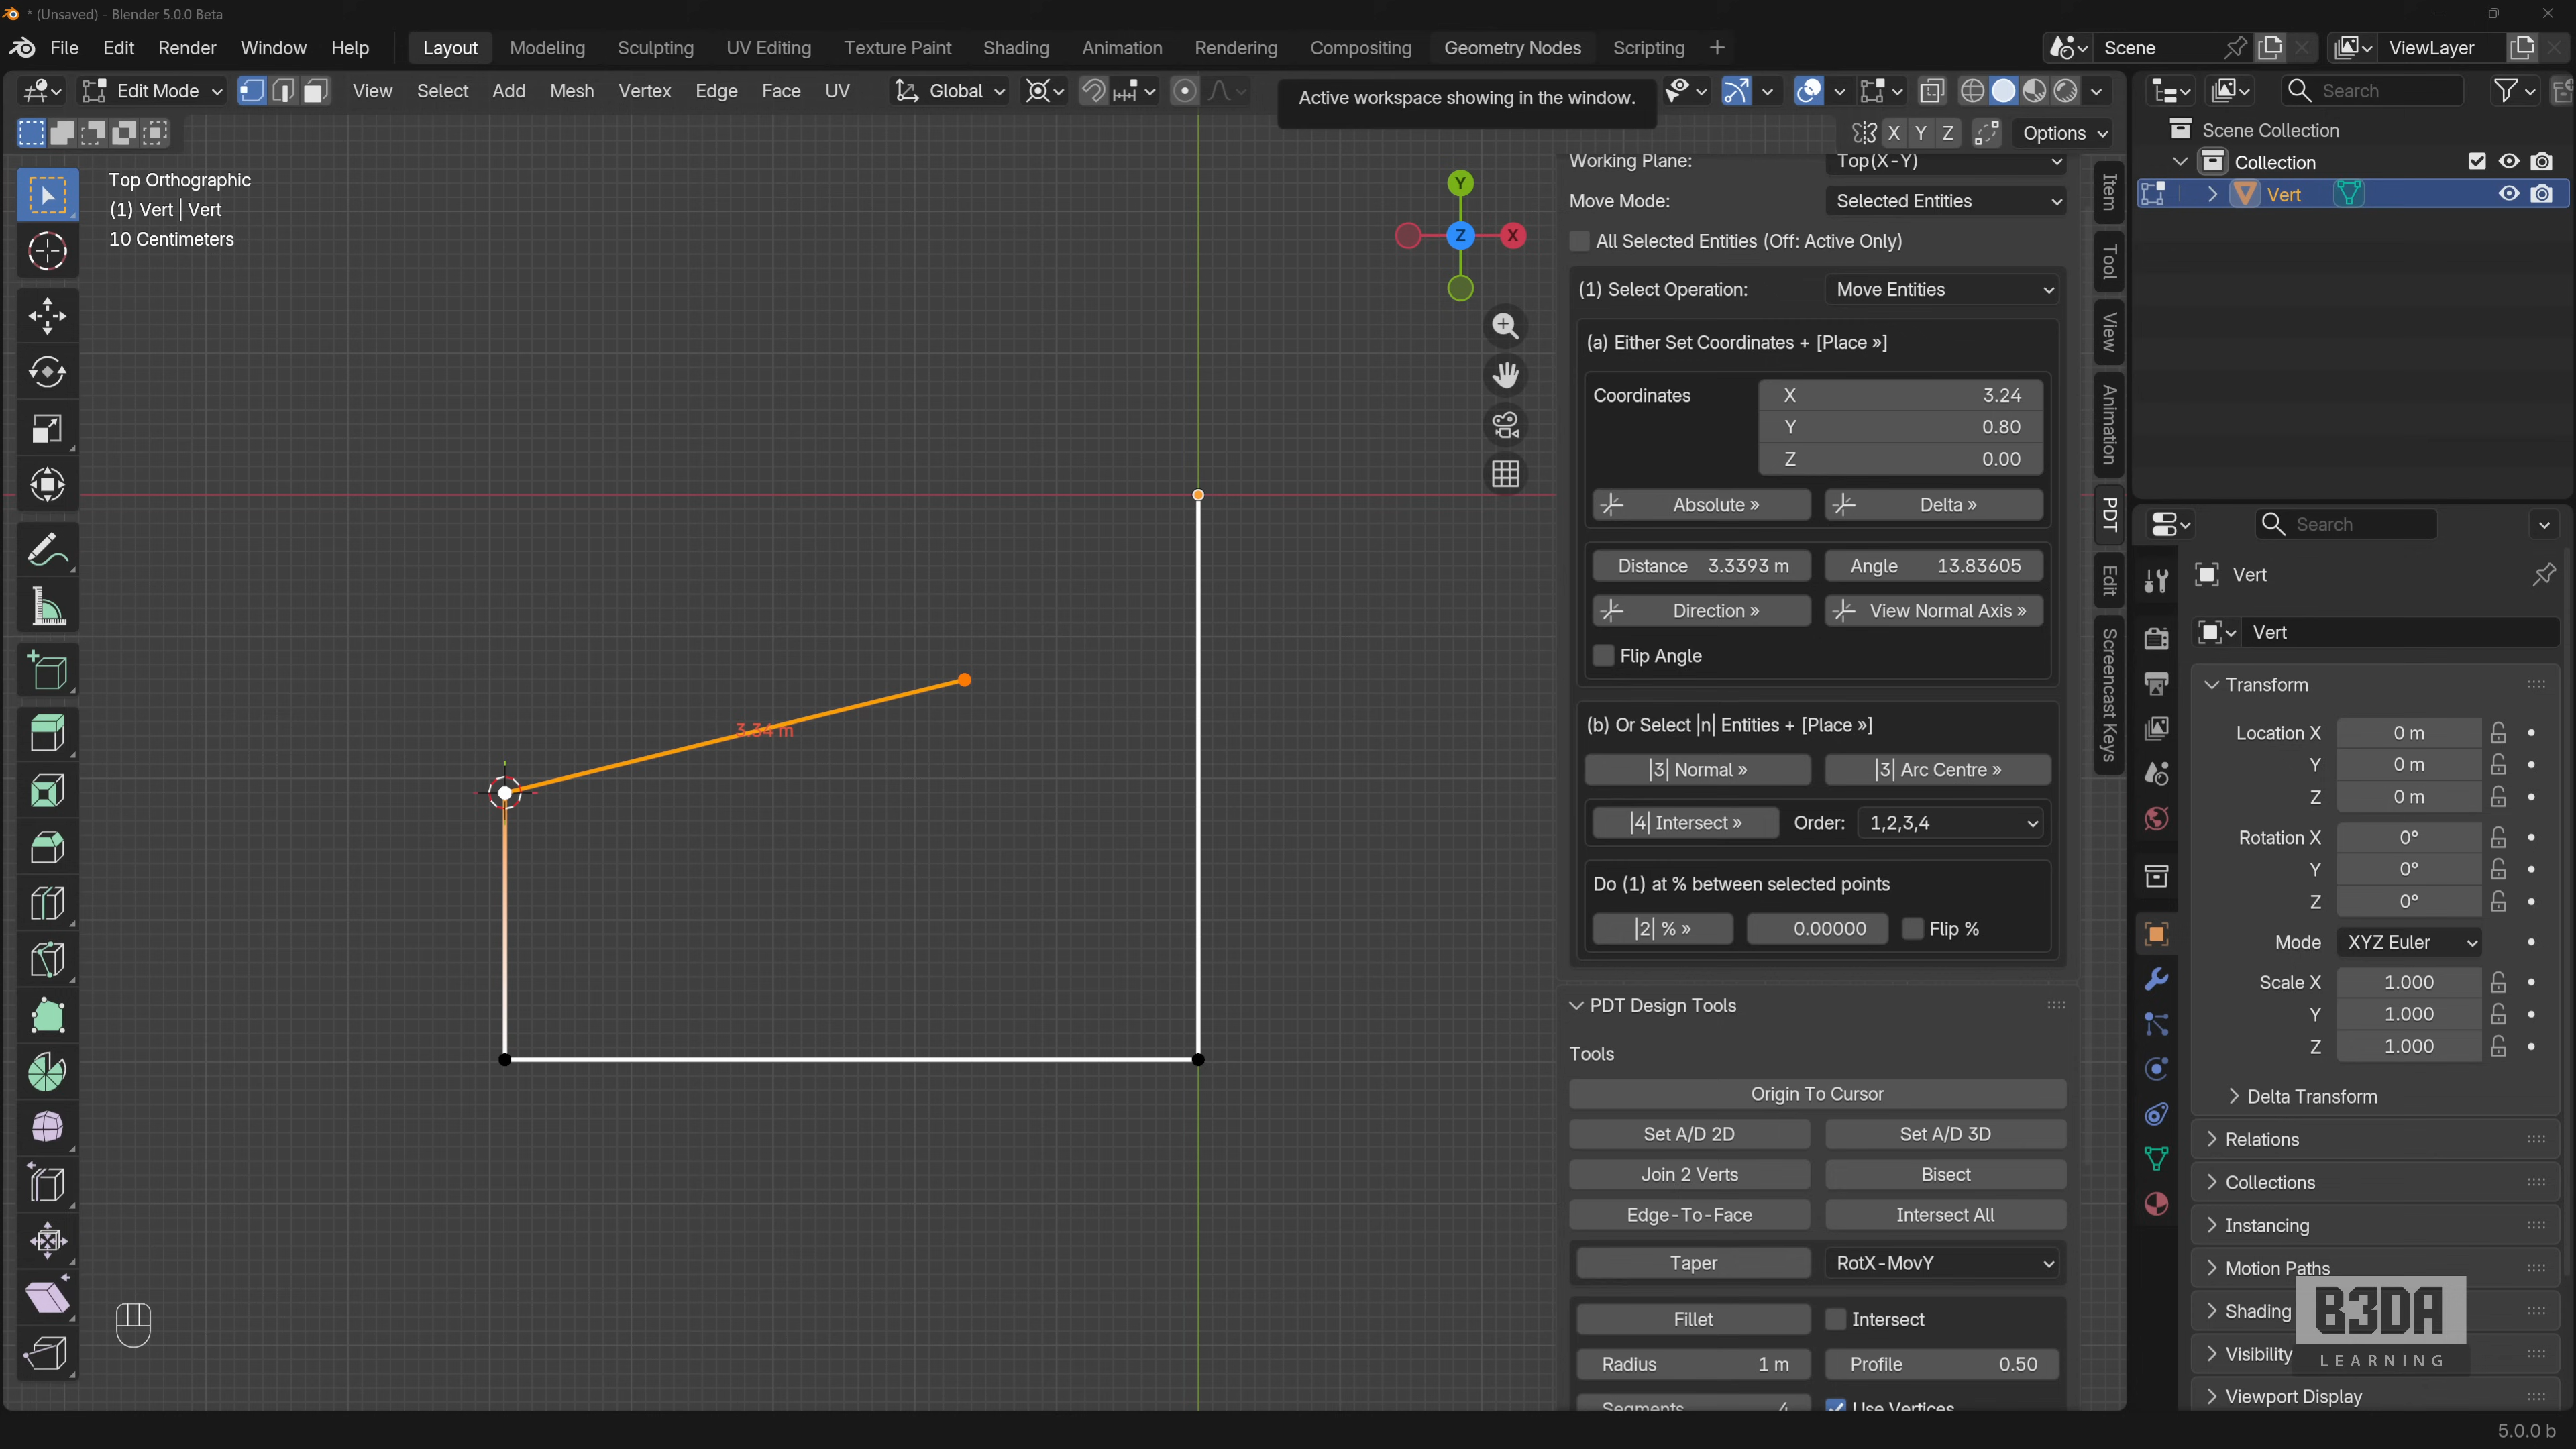 * (Unsaved) - Blender 5.0.0 Beta
File Edit Render Window Help Layout Modeling Sculpting UV Editing Texture Paint Shading Animation Rendering Compositing Geometry Nodes Scripting + Scene ViewLayer
Edit Mode View Select Add Mesh Vertex Edge Face UV Global Search
Active workspace showing in the window.
X Y Z Options
Top Orthographic
(1) Vert | Vert
10 Centimeters
Y
Z X
3.34 m
Working Plane: Top(X-Y)
Move Mode: Selected Entities
All Selected Entities (Off: Active Only)
(1) Select Operation: Move Entities
(a) Either Set Coordinates + [Place »]
Coordinates X 3.24
Y 0.80
Z 0.00
Absolute » Delta »
Distance 3.3393 m Angle 13.83605
Direction » View Normal Axis »
Flip Angle
(b) Or Select |n| Entities + [Place »]
|3| Normal » |3| Arc Centre »
|4| Intersect » Order: 1,2,3,4
Do (1) at % between selected points
|2| % » 0.00000 Flip %
PDT Design Tools
Tools
Origin To Cursor
Set A/D 2D Set A/D 3D
Join 2 Verts Bisect
Edge-To-Face Intersect All
Taper RotX-MovY
Fillet Intersect
Radius 1 m Profile 0.50
Segments 4 Use Vertices
Item
Tool
View
Animation
PDT
Edit
Screencast Keys
Scene Collection
Collection
Vert
Search
Vert
Vert
Transform
Location X 0 m
Y 0 m
Z 0 m
Rotation X 0°
Y 0°
Z 0°
Mode XYZ Euler
Scale X 1.000
Y 1.000
Z 1.000
Delta Transform
Relations
Collections
Instancing
Motion Paths
Shading
Visibility
Viewport Display
B3DA
LEARNING
5.0.0 b